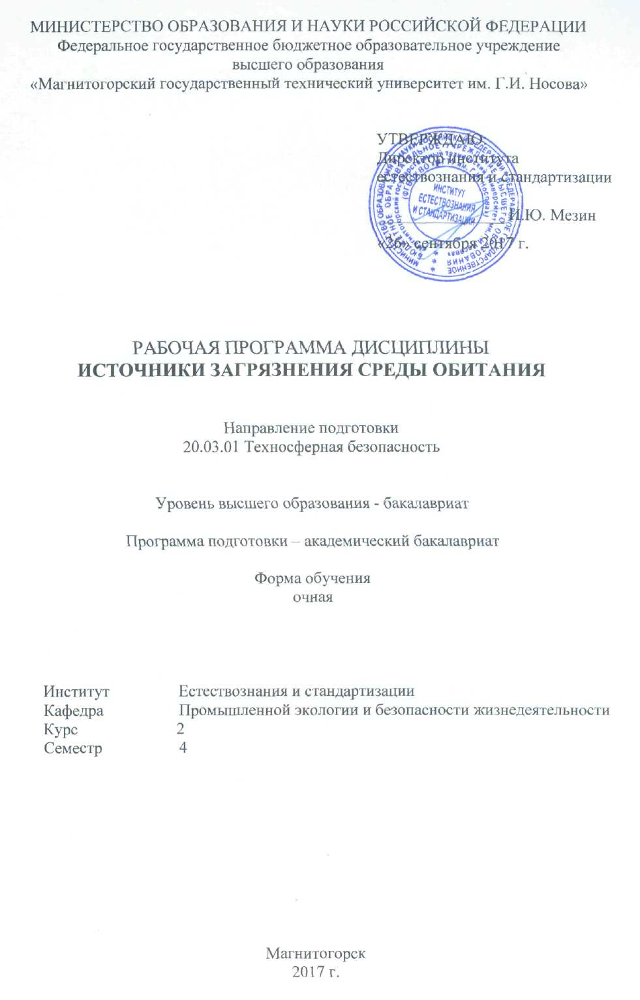 МИНИСТЕРСТВО ОБРАЗОВАНИЯ И НАУКИ РОССИЙСКОЙ ФЕДЕРАЦИИ
Федеральное государственное бюджетное образовательное учреждение
высшего образования
«Магнитогорский государственный технический университет им. Г.И. Носова»
УТВЕРЖДАЮ
Директор института
естествознания и стандартизации
И.Ю. Мезин
«26» сентября 2017 г.
ИНСТИТУТ
ЕСТЕСТВОЗНАНИЯ
И СТАНДАРТИЗАЦИИ
РАБОЧАЯ ПРОГРАММА ДИСЦИПЛИНЫ
ИСТОЧНИКИ ЗАГРЯЗНЕНИЯ СРЕДЫ ОБИТАНИЯ
Направление подготовки
20.03.01 Техносферная безопасность
Уровень высшего образования - бакалавриат
Программа подготовки – академический бакалавриат
Форма обучения
очная
Институт Естествознания и стандартизации
Кафедра Промышленной экологии и безопасности жизнедеятельности
Курс 2
Семестр 4
Магнитогорск
2017 г.